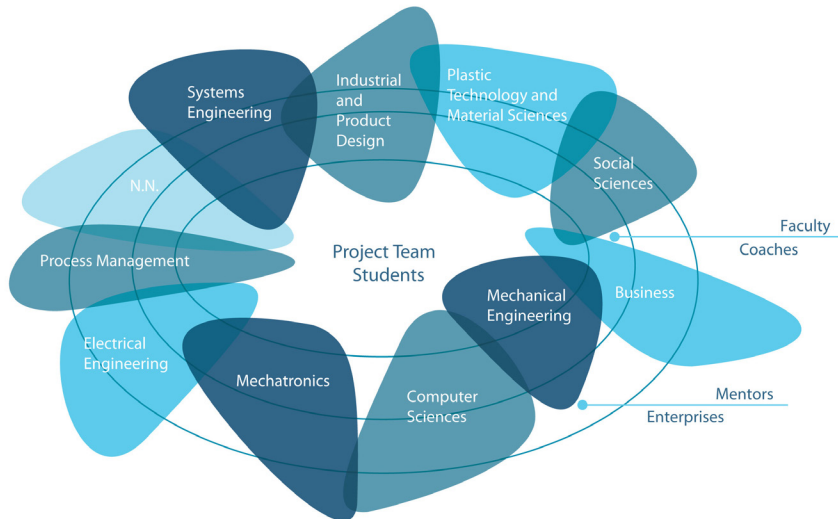 Systems
Engineering
Industrial
and
Product
Design
Plastic
Technology and
Material Sciences
Social
Sciences
N.N.
Faculty
Coaches
Process Management
Project Team
Students
Mechanical
Engineering
Business
Electrical
Engineering
Mechatronics
Computer
Sciences
Mentors
Enterprises